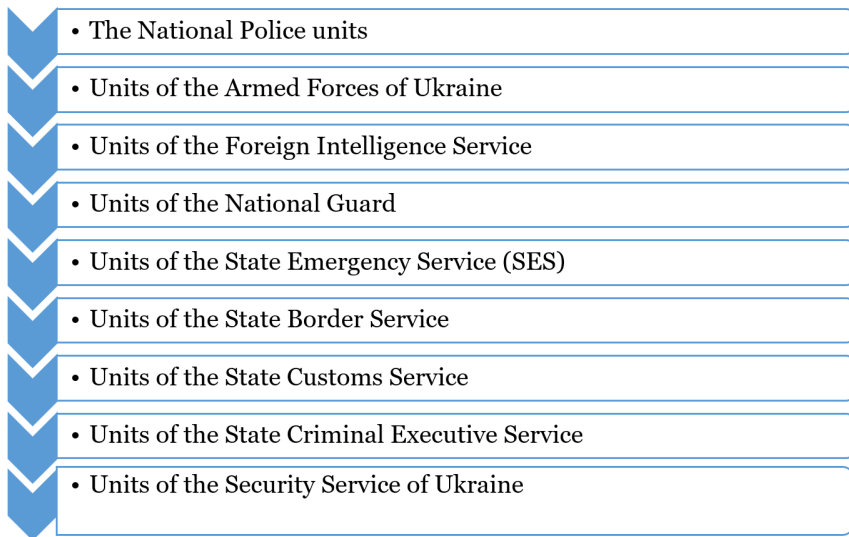 • The National Police units
• Units of the Armed Forces of Ukraine
• Units of the Foreign Intelligence Service
• Units of the National Guard
• Units of the State Emergency Service (SES)
• Units of the State Border Service
• Units of the State Customs Service
• Units of the State Criminal Executive Service
• Units of the Security Service of Ukraine